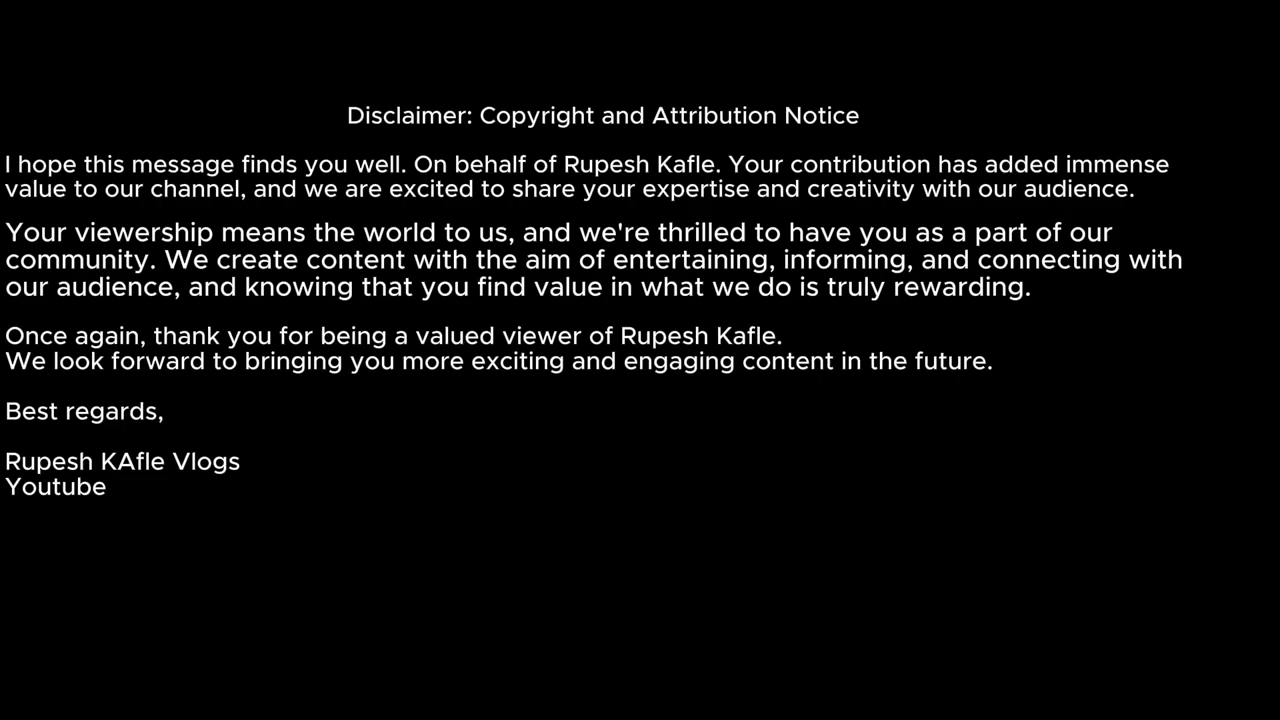 Disclaimer: Copyright and Attribution Notice
I hope this message finds you well. On behalf of Rupesh Kafle. Your contribution has added immense
value to our channel, and we are excited to share your expertise and creativity with our audience.
Your viewership means the world to us, and we're thrilled to have you as a part of our
community. We create content with the aim of entertaining, informing, and connecting with
our audience, and knowing that you find value in what we do is truly rewarding.
Once again, thank you for being a valued viewer of Rupesh Kafle.
We look forward to bringing you more exciting and engaging content in the future.
Best regards,
Rupesh KAfle Vlogs
Youtube